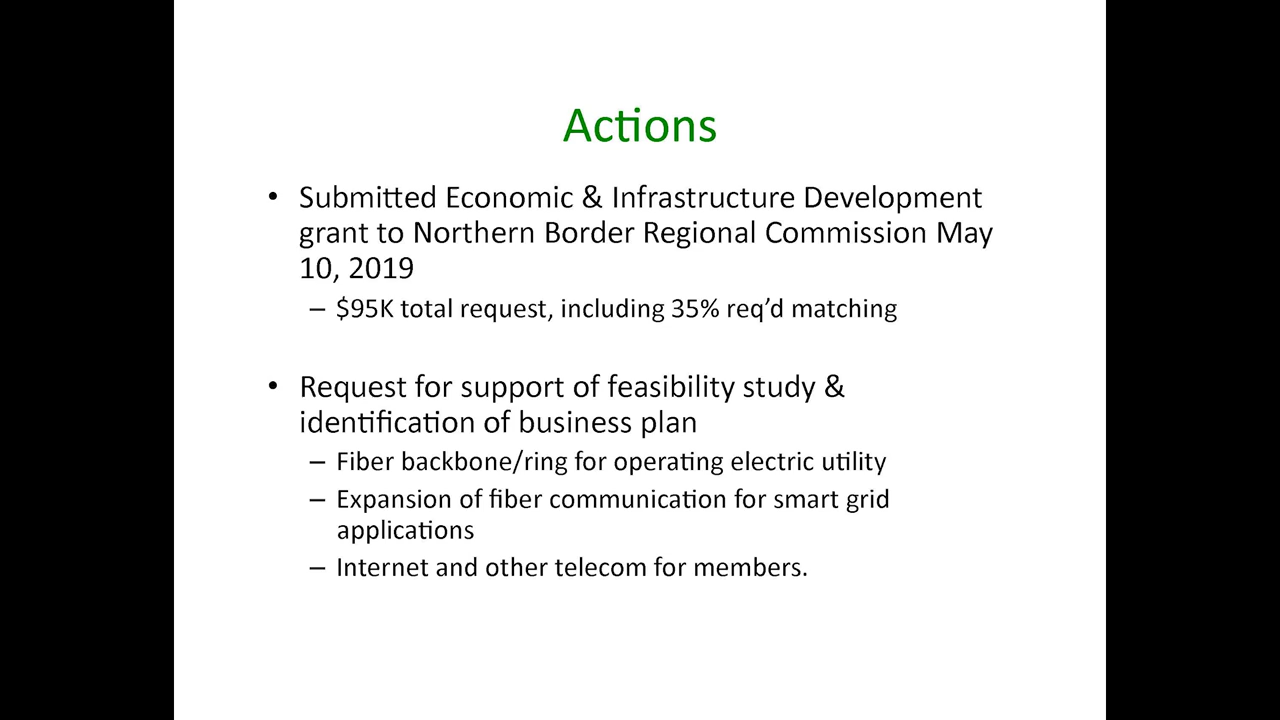 Actions
• Submitted Economic & Infrastructure Development
grant to Northern Border Regional Commission May
10, 2019
– $95K total request, including 35% req’d matching
• Request for support of feasibility study &
identification of business plan
– Fiber backbone/ring for operating electric utility
– Expansion of fiber communication for smart grid
applications
– Internet and other telecom for members.